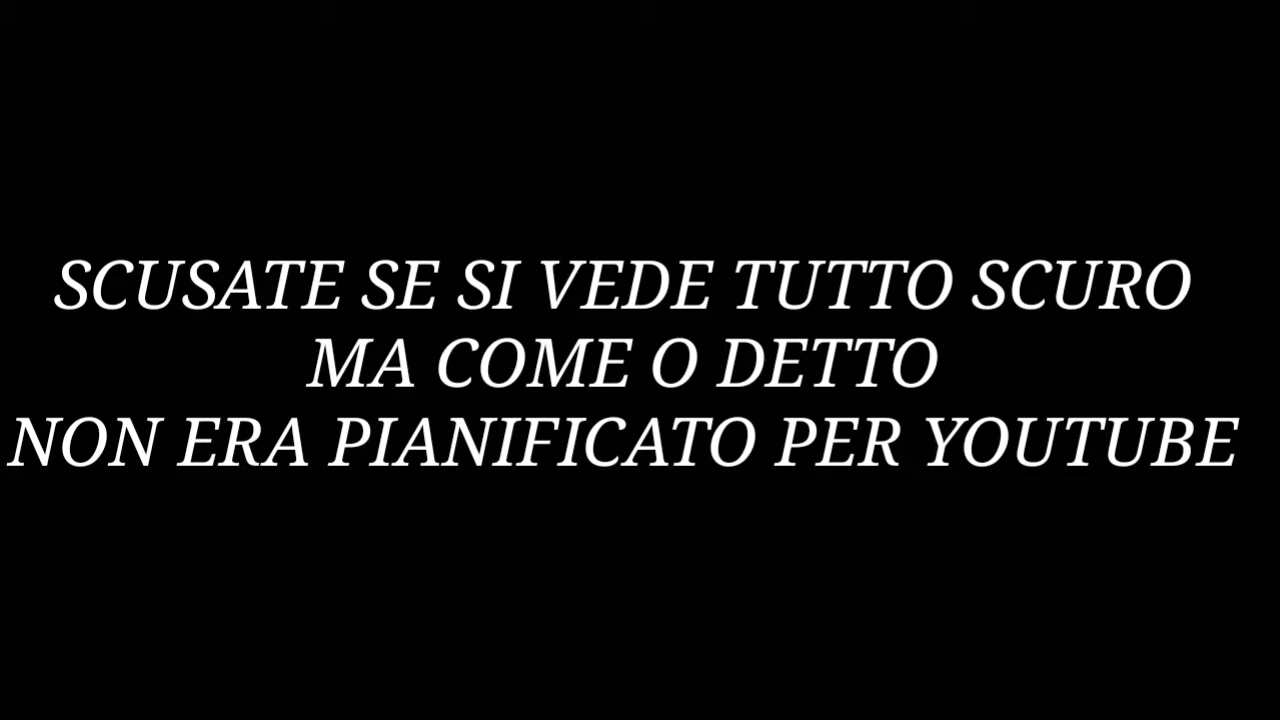 SCUSATE SE SI VEDE TUTTO SCURO
MA COME O DETTO
NON ERA PIANIFICATO PER YOUTUBE